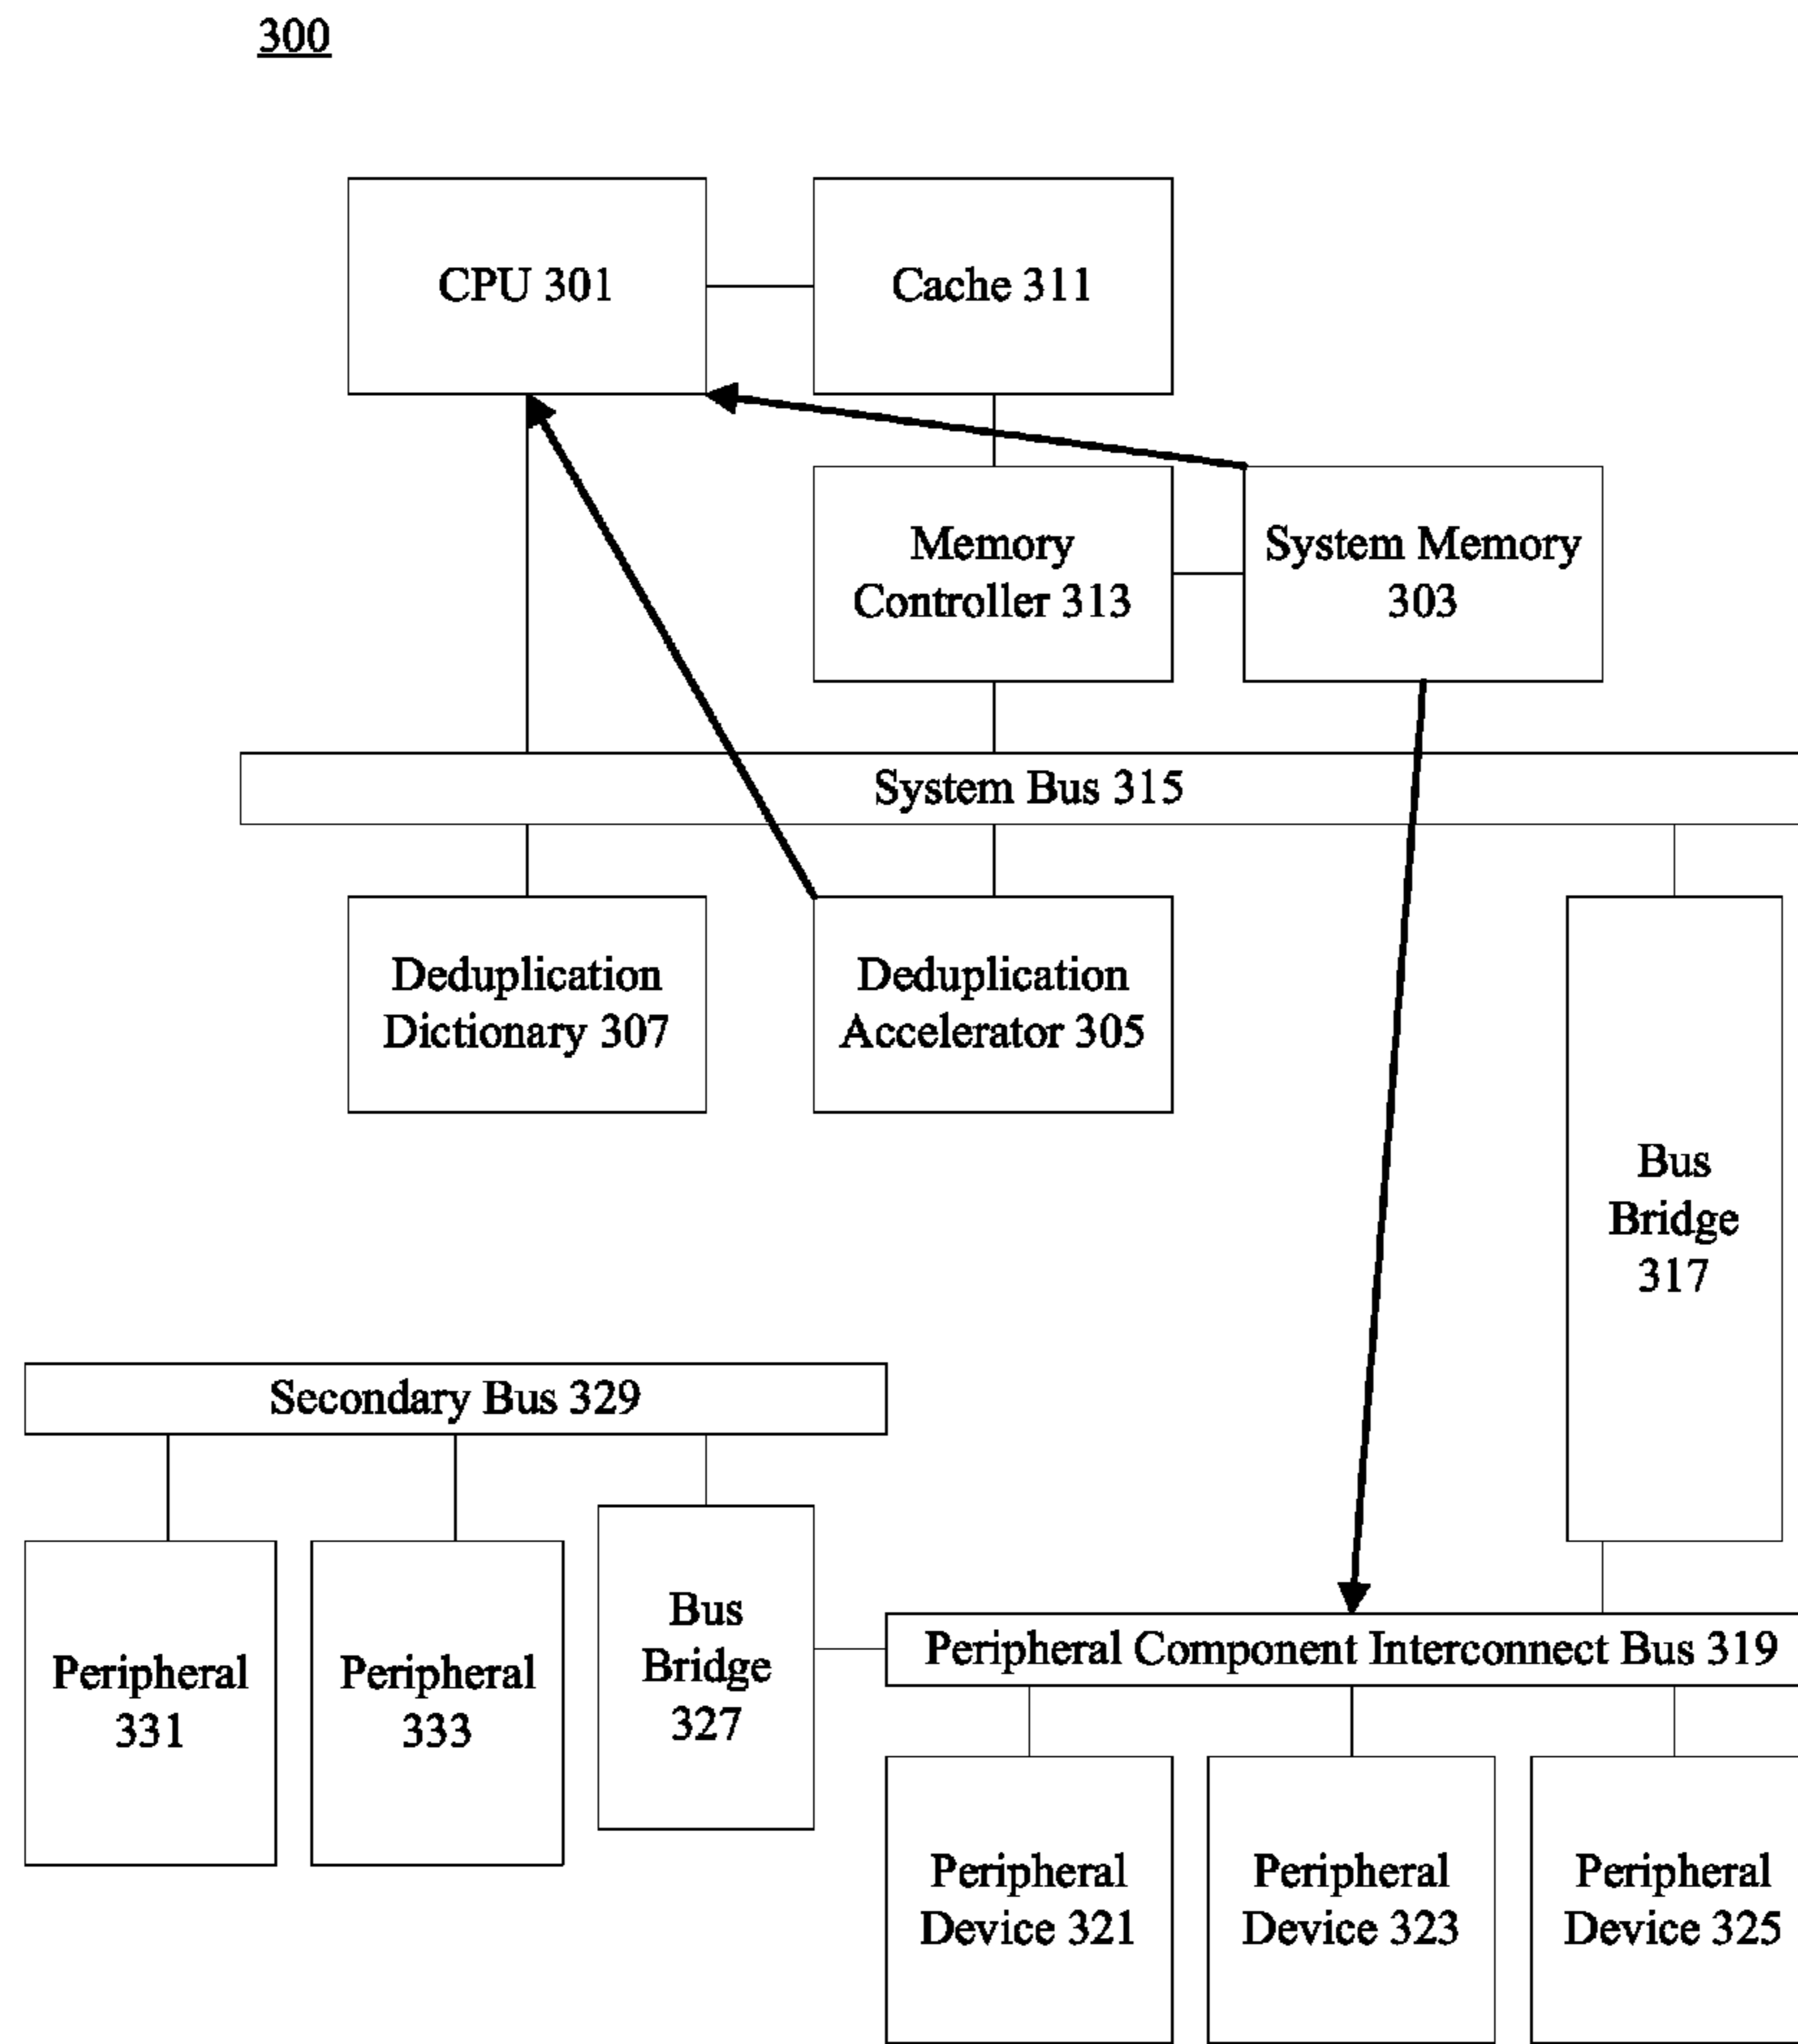 300
CPU 301
Cache 311
Memory
Controller 313
System Memory
303
System Bus 315
Deduplication
Dictionary 307
Deduplication
Accelerator 305
Bus
Bridge
317
Secondary Bus 329
Peripheral
331
Peripheral
333
Bus
Bridge
327
Peripheral Component Interconnect Bus 319
Peripheral
Device 321
Peripheral
Device 323
Peripheral
Device 325